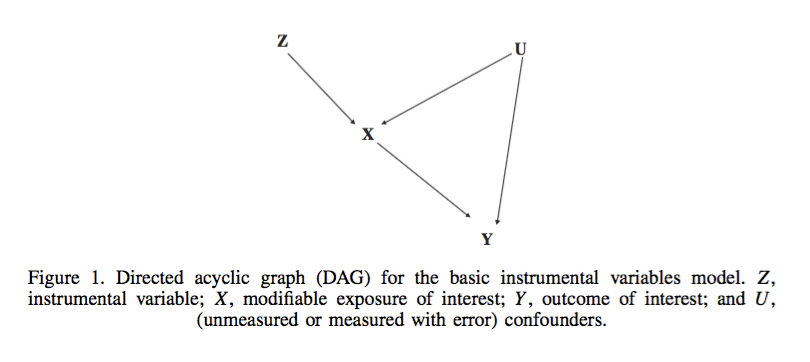 Z
U
X
Y
Figure 1. Directed acyclic graph (DAG) for the basic instrumental variables model. Z,
instrumental variable; X, modifiable exposure of interest; Y, outcome of interest; and U,
(unmeasured or measured with error) confounders.